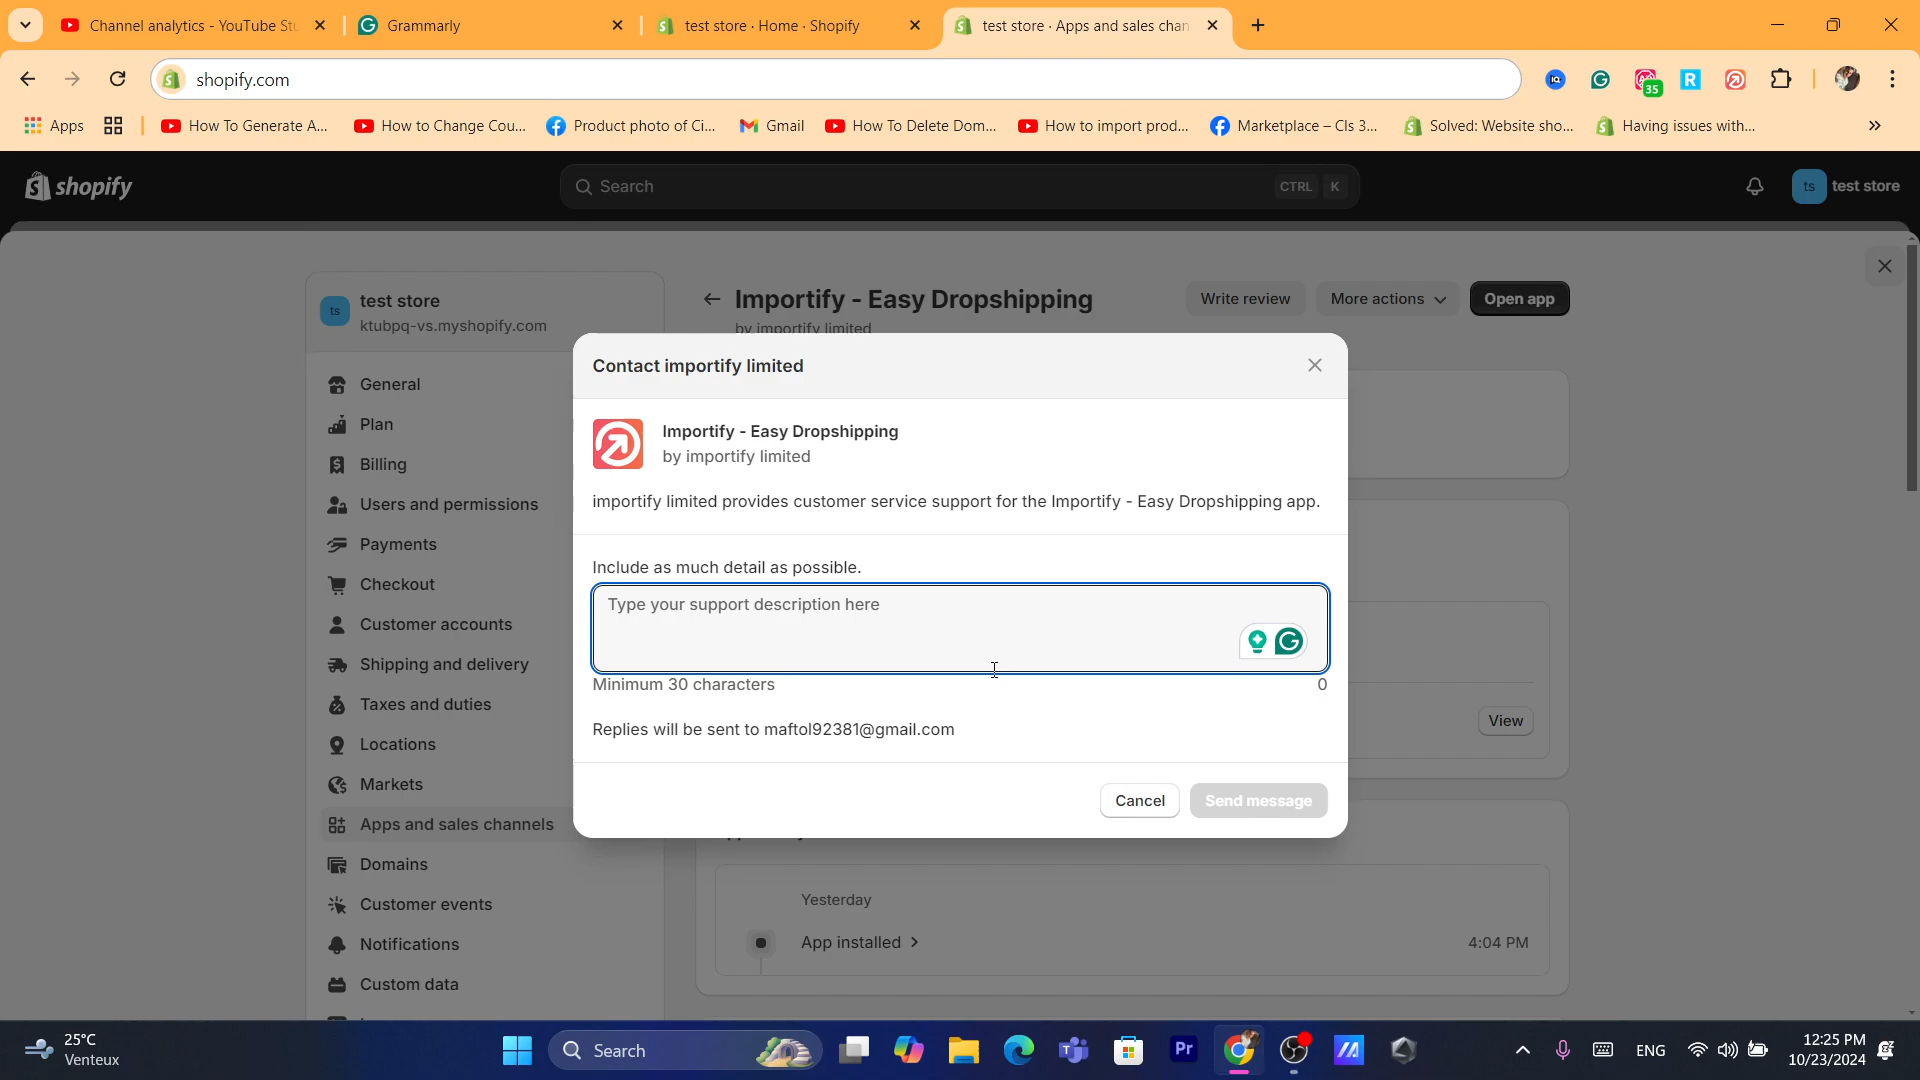 Channel analytics - YouTube Stu
Grammarly
test store · Home · Shopify
test store · Apps and sales chan
shopify.com
35
Apps
How To Generate A...
How to Change Cou...
Product photo of Ci...
Gmail
How To Delete Dom...
How to import prod...
Marketplace – Cls 3...
Solved: Website sho...
Having issues with...
shopify
Search
CTRL K
ts
test store
ts
test store
ktubpq-vs.myshopify.com
General
Plan
Billing
Users and permissions
Payments
Checkout
Customer accounts
Shipping and delivery
Taxes and duties
Locations
Markets
Apps and sales channels
Domains
Customer events
Notifications
Custom data
Importify - Easy Dropshipping
by importify limited
Write review
More actions
Open app
Contact importify limited
Importify - Easy Dropshipping
by importify limited
importify limited provides customer service support for the Importify - Easy Dropshipping app.
Include as much detail as possible.
Type your support description here
Minimum 30 characters
0
Replies will be sent to maftol92381@gmail.com
Cancel
Send message
View
Yesterday
App installed
4:04 PM
25°C
Venteux
Search
Pr
ENG
12:25 PM
10/23/2024